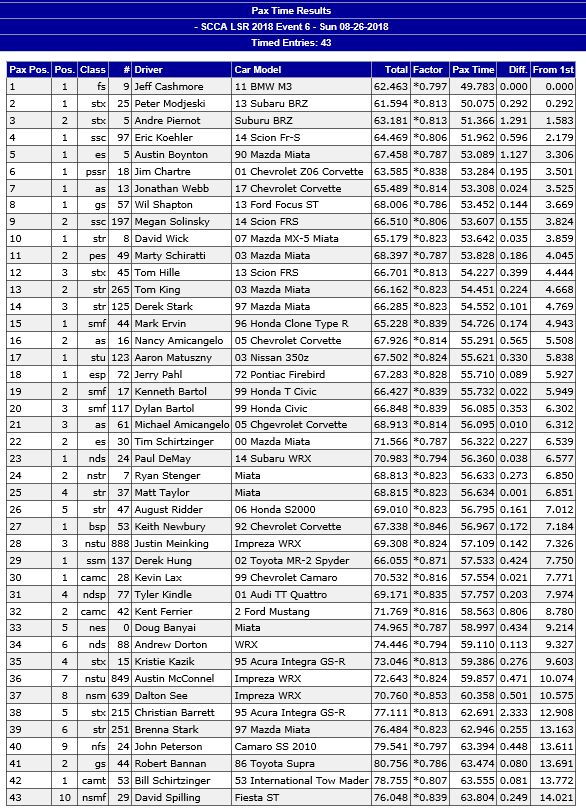 Pax Time Results
- SCCA LSR 2018 Event 6 - Sun 08-26-2018
Timed Entries: 43
Pax Pos. Pos. Class # Driver Car Model Total Factor Pax Time Diff. From 1st
1 1 fs 9 Jeff Cashmore 11 BMW M3 62.463 *0.797 49.783 0.000 0.000
2 1 stx 25 Peter Modjeski 13 Subaru BRZ 61.594 *0.813 50.075 0.292 0.292
3 2 stx 5 Andre Piernot Suburu BRZ 63.181 *0.813 51.366 1.291 1.583
4 1 ssc 97 Eric Koehler 14 Scion Fr-S 64.469 *0.806 51.962 0.596 2.179
5 1 es 5 Austin Boynton 90 Mazda Miata 67.458 *0.787 53.089 1.127 3.306
6 1 pssr 18 Jim Chartre 01 Chevrolet Z06 Corvette 63.585 *0.838 53.284 0.195 3.501
7 1 as 13 Jonathan Webb 17 Chevrolet Corvette 65.489 *0.814 53.308 0.024 3.525
8 1 gs 57 Wil Shapton 13 Ford Focus ST 68.006 *0.786 53.452 0.144 3.669
9 2 ssc 197 Megan Solinsky 14 Scion FRS 66.510 *0.806 53.607 0.155 3.824
10 1 str 8 David Wick 07 Mazda MX-5 Miata 65.179 *0.823 53.642 0.035 3.859
11 2 pes 49 Marty Schiratti 03 Mazda Miata 68.397 *0.787 53.828 0.186 4.045
12 3 stx 45 Tom Hille 13 Scion FRS 66.701 *0.813 54.227 0.399 4.444
13 2 str 265 Tom King 03 Mazda Miata 66.162 *0.823 54.451 0.224 4.668
14 3 str 125 Derek Stark 97 Mazda Miata 66.285 *0.823 54.552 0.101 4.769
15 1 smf 44 Mark Ervin 96 Honda Clone Type R 65.228 *0.839 54.726 0.174 4.943
16 2 as 16 Nancy Amicangelo 05 Chevrolet Corvette 67.926 *0.814 55.291 0.565 5.508
17 1 stu 123 Aaron Matuszny 03 Nissan 350z 67.502 *0.824 55.621 0.330 5.838
18 1 esp 72 Jerry Pahl 72 Pontiac Firebird 67.283 *0.828 55.710 0.089 5.927
19 2 smf 17 Kenneth Bartol 99 Honda T Civic 66.427 *0.839 55.732 0.022 5.949
20 3 smf 117 Dylan Bartol 99 Honda Civic 66.848 *0.839 56.085 0.353 6.302
21 3 as 61 Michael Amicangelo 05 Chgevrolet Corvette 68.913 *0.814 56.095 0.010 6.312
22 2 es 30 Tim Schirtzinger 00 Mazda Miata 71.566 *0.787 56.322 0.227 6.539
23 1 nds 24 Paul DeMay 14 Subaru WRX 70.983 *0.794 56.360 0.038 6.577
24 2 nstr 7 Ryan Stenger Miata 68.813 *0.823 56.633 0.273 6.850
25 4 str 37 Matt Taylor Miata 68.815 *0.823 56.634 0.001 6.851
26 5 str 47 August Ridder 06 Honda S2000 69.010 *0.823 56.795 0.161 7.012
27 1 bsp 53 Keith Newbury 92 Chevrolet Corvette 67.338 *0.846 56.967 0.172 7.184
28 3 nstu 888 Justin Meinking Impreza WRX 69.308 *0.824 57.109 0.142 7.326
29 1 ssm 137 Derek Hung 02 Toyota MR-2 Spyder 66.055 *0.871 57.533 0.424 7.750
30 1 camc 28 Kevin Lax 99 Chevrolet Camaro 70.532 *0.816 57.554 0.021 7.771
31 4 ndsp 77 Tyler Kindle 01 Audi TT Quattro 69.171 *0.835 57.757 0.203 7.974
32 2 camc 42 Kent Ferrier 2 Ford Mustang 71.769 *0.816 58.563 0.806 8.780
33 5 nes 0 Doug Banyai Miata 74.965 *0.787 58.997 0.434 9.214
34 6 nds 88 Andrew Dorton WRX 74.446 *0.794 59.110 0.113 9.327
35 4 stx 15 Kristie Kazik 95 Acura Integra GS-R 73.046 *0.813 59.386 0.276 9.603
36 7 nstu 849 Austin McConnel Impreza WRX 72.643 *0.824 59.857 0.471 10.074
37 8 nsm 639 Dalton See Impreza WRX 70.760 *0.853 60.358 0.501 10.575
38 5 stx 215 Christian Barrett 95 Acura Integra GS-R 77.111 *0.813 62.691 2.333 12.908
39 6 str 251 Brenna Stark 97 Mazda Miata 76.484 *0.823 62.946 0.255 13.163
40 9 nfs 24 John Peterson Camaro SS 2010 79.541 *0.797 63.394 0.448 13.611
41 2 gs 44 Robert Bannan 86 Toyota Supra 80.756 *0.786 63.474 0.080 13.691
42 1 camt 53 Bill Schirtzinger 53 International Tow Mader 78.755 *0.807 63.555 0.081 13.772
43 10 nsmf 29 David Spilling Fiesta ST 76.048 *0.839 63.804 0.249 14.021